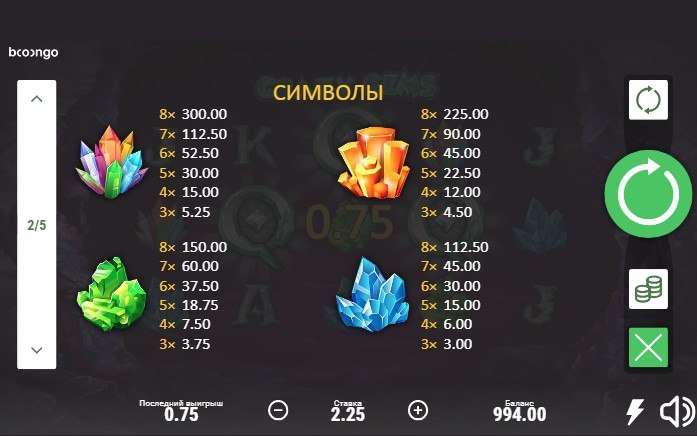 booongo
СИМВОЛЫ
8× 300.00
7× 112.50
6× 52.50
5× 30.00
4× 15.00
3× 5.25
8× 225.00
7× 90.00
6× 45.00
5× 22.50
4× 12.00
3× 4.50
8× 150.00
7× 60.00
6× 37.50
5× 18.75
4× 7.50
3× 3.75
8× 112.50
7× 45.00
6× 30.00
5× 15.00
4× 6.00
3× 3.00
2/5
0.75
K
J
Q
A
J
Последний выигрыш
0.75
Ставка
2.25
Баланс
994.00